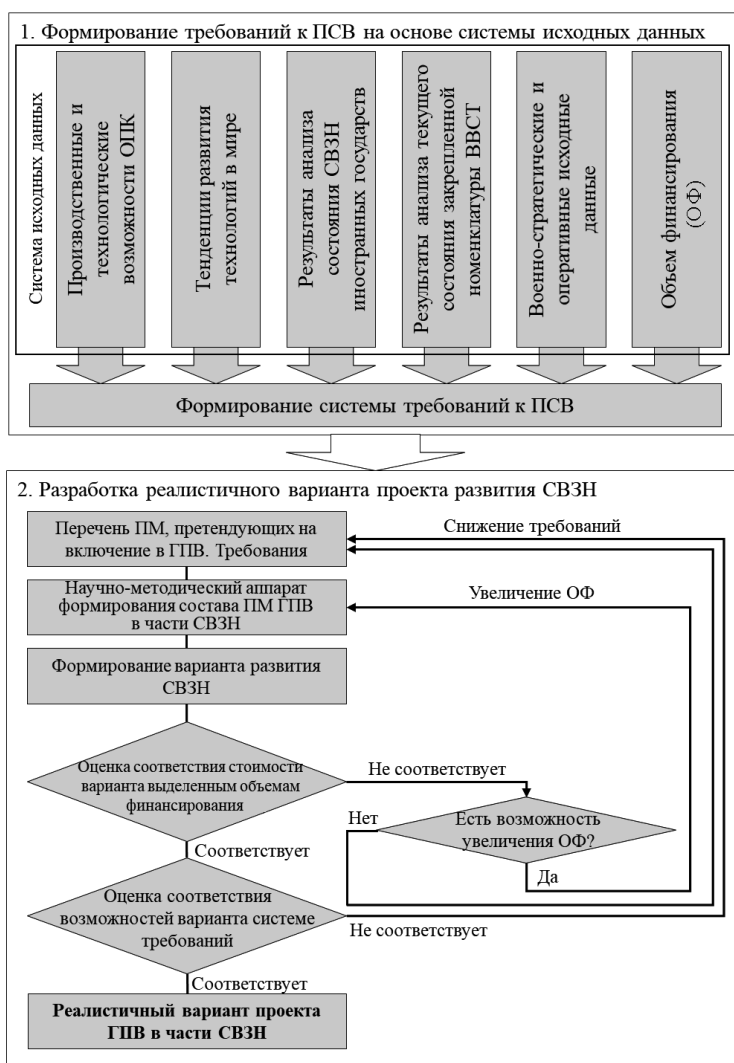 1. Формирование требований к ПСВ на основе системы исходных данных
Система исходных данных
Производственные и
технологические
возможности ОПК
Тенденции развития
технологий в мире
Результаты анализа
состояния СВЗН
иностранных государств
Результаты анализа текущего
состояния закрепленной
номенклатуры ВВСТ
Военно-стратегические и
оперативные исходные
данные
Объем финансирования
(ОФ)
Формирование системы требований к ПСВ
2. Разработка реалистичного варианта проекта развития СВЗН
Перечень ПМ, претендующих на
включение в ГПВ. Требования
Снижение требований
Научно-методический аппарат
формирования состава ПМ ГПВ
в части СВЗН
Увеличение ОФ
Формирование варианта развития
СВЗН
Оценка соответствия стоимости
варианта выделенным объемам
финансирования
Не соответствует
Нет
Есть возможность
увеличения ОФ?
Соответствует
Да
Оценка соответствия
возможностей варианта системе
требований
Не соответствует
Соответствует
Реалистичный вариант проекта
ГПВ в части СВЗН